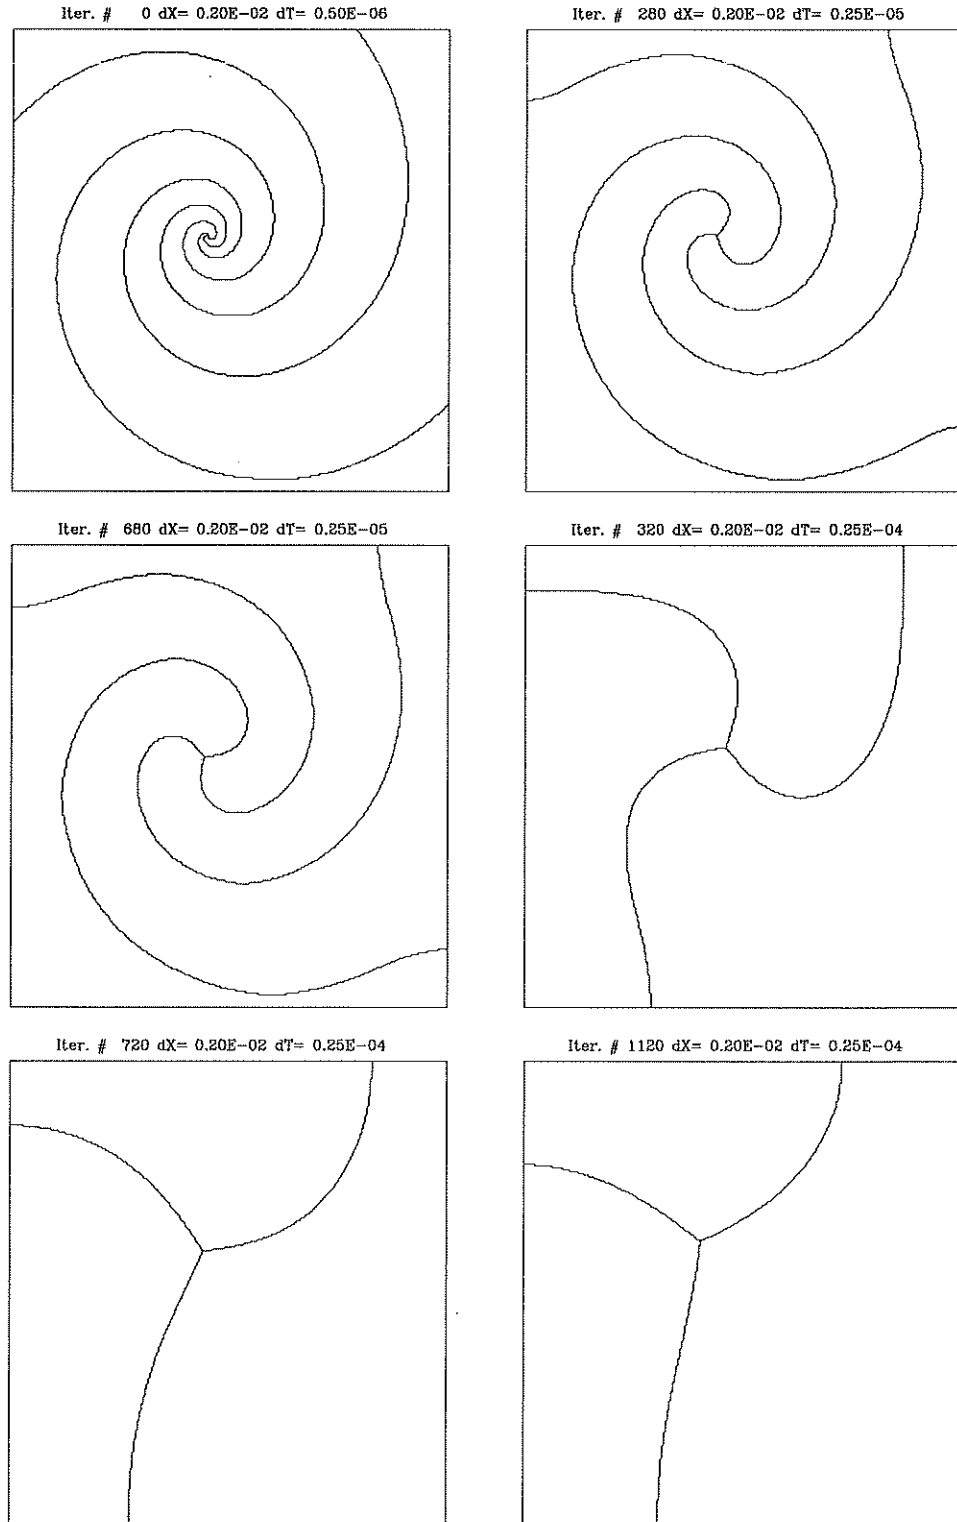 Iter. # 0 dX= 0.20E-02 dT= 0.50E-06
Iter. # 280 dX= 0.20E-02 dT= 0.25E-05
Iter. # 680 dX= 0.20E-02 dT= 0.25E-05
Iter. # 320 dX= 0.20E-02 dT= 0.25E-04
Iter. # 720 dX= 0.20E-02 dT= 0.25E-04
Iter. # 1120 dX= 0.20E-02 dT= 0.25E-04